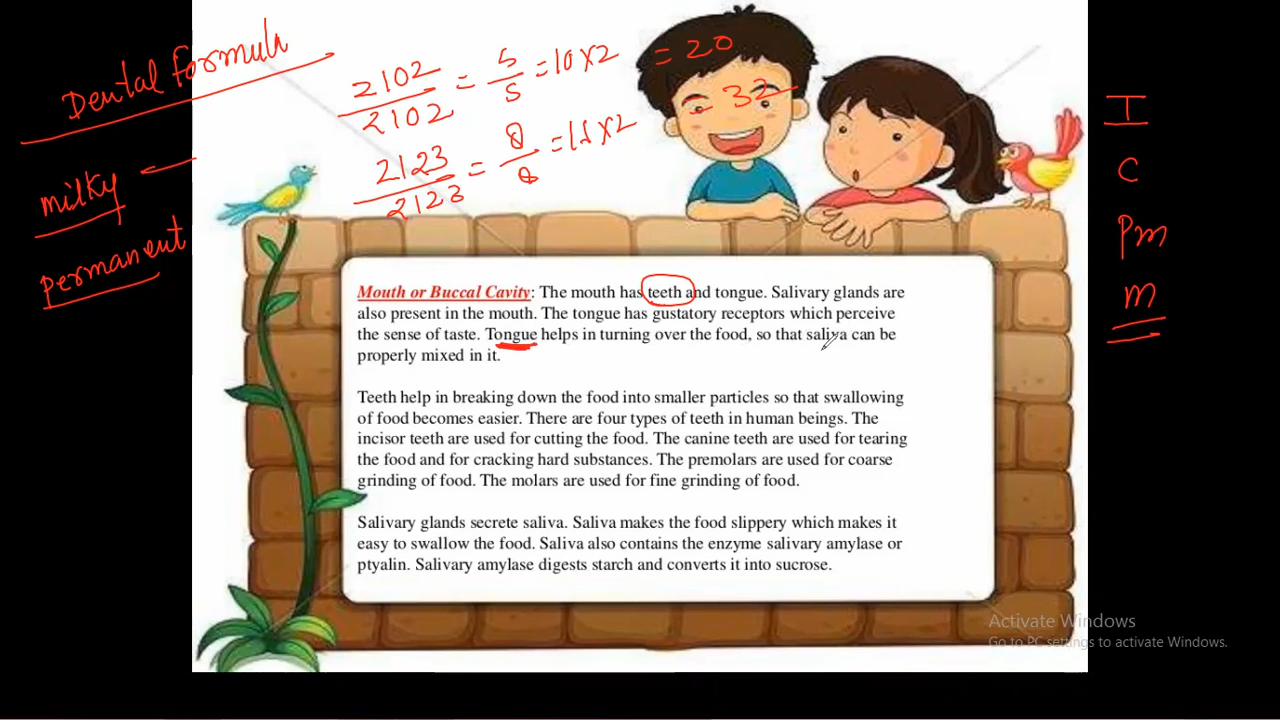 Dental formula
2102/2102 = 5/5 = 10 X 2 = 20
milky
2123/2123 = 8/8 = 16 X 2 = 32
permanent
I
C
Pm
m
Mouth or Buccal Cavity: The mouth has teeth and tongue. Salivary glands are
also present in the mouth. The tongue has gustatory receptors which perceive
the sense of taste. Tongue helps in turning over the food, so that saliva can be
properly mixed in it.
Teeth help in breaking down the food into smaller particles so that swallowing
of food becomes easier. There are four types of teeth in human beings. The
incisor teeth are used for cutting the food. The canine teeth are used for tearing
the food and for cracking hard substances. The premolars are used for coarse
grinding of food. The molars are used for fine grinding of food.
Salivary glands secrete saliva. Saliva makes the food slippery which makes it
easy to swallow the food. Saliva also contains the enzyme salivary amylase or
ptyalin. Salivary amylase digests starch and converts it into sucrose.
Activate Windows
Go to PC settings to activate Windows.